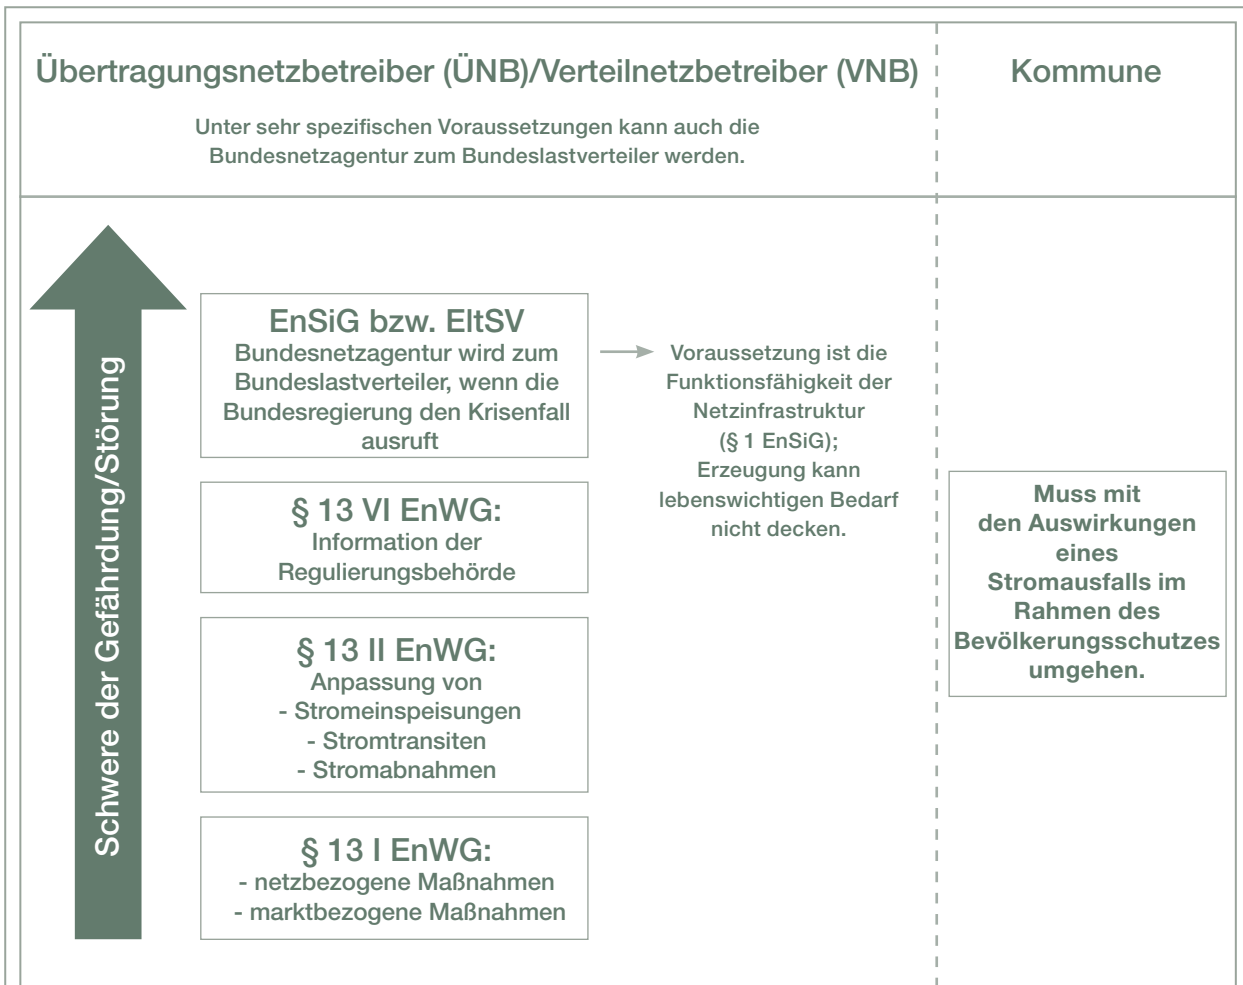 Übertragungsnetzbetreiber (ÜNB)/Verteilnetzbetreiber (VNB)
Unter sehr spezifischen Voraussetzungen kann auch die
Bundesnetzagentur zum Bundeslastverteiler werden.
Kommune
Schwere der Gefährdung/Störung
EnSiG bzw. EltSV
Bundesnetzagentur wird zum
Bundeslastverteiler, wenn die
Bundesregierung den Krisenfall
ausruft
Voraussetzung ist die
Funktionsfähigkeit der
Netzinfrastruktur
(§ 1 EnSiG);
Erzeugung kann
lebenswichtigen Bedarf
nicht decken.
§ 13 VI EnWG:
Information der
Regulierungsbehörde
§ 13 II EnWG:
Anpassung von
- Stromeinspeisungen
- Stromtransiten
- Stromabnahmen
§ 13 I EnWG:
- netzbezogene Maßnahmen
- marktbezogene Maßnahmen
Muss mit
den Auswirkungen
eines
Stromausfalls im
Rahmen des
Bevölkerungsschutzes
umgehen.